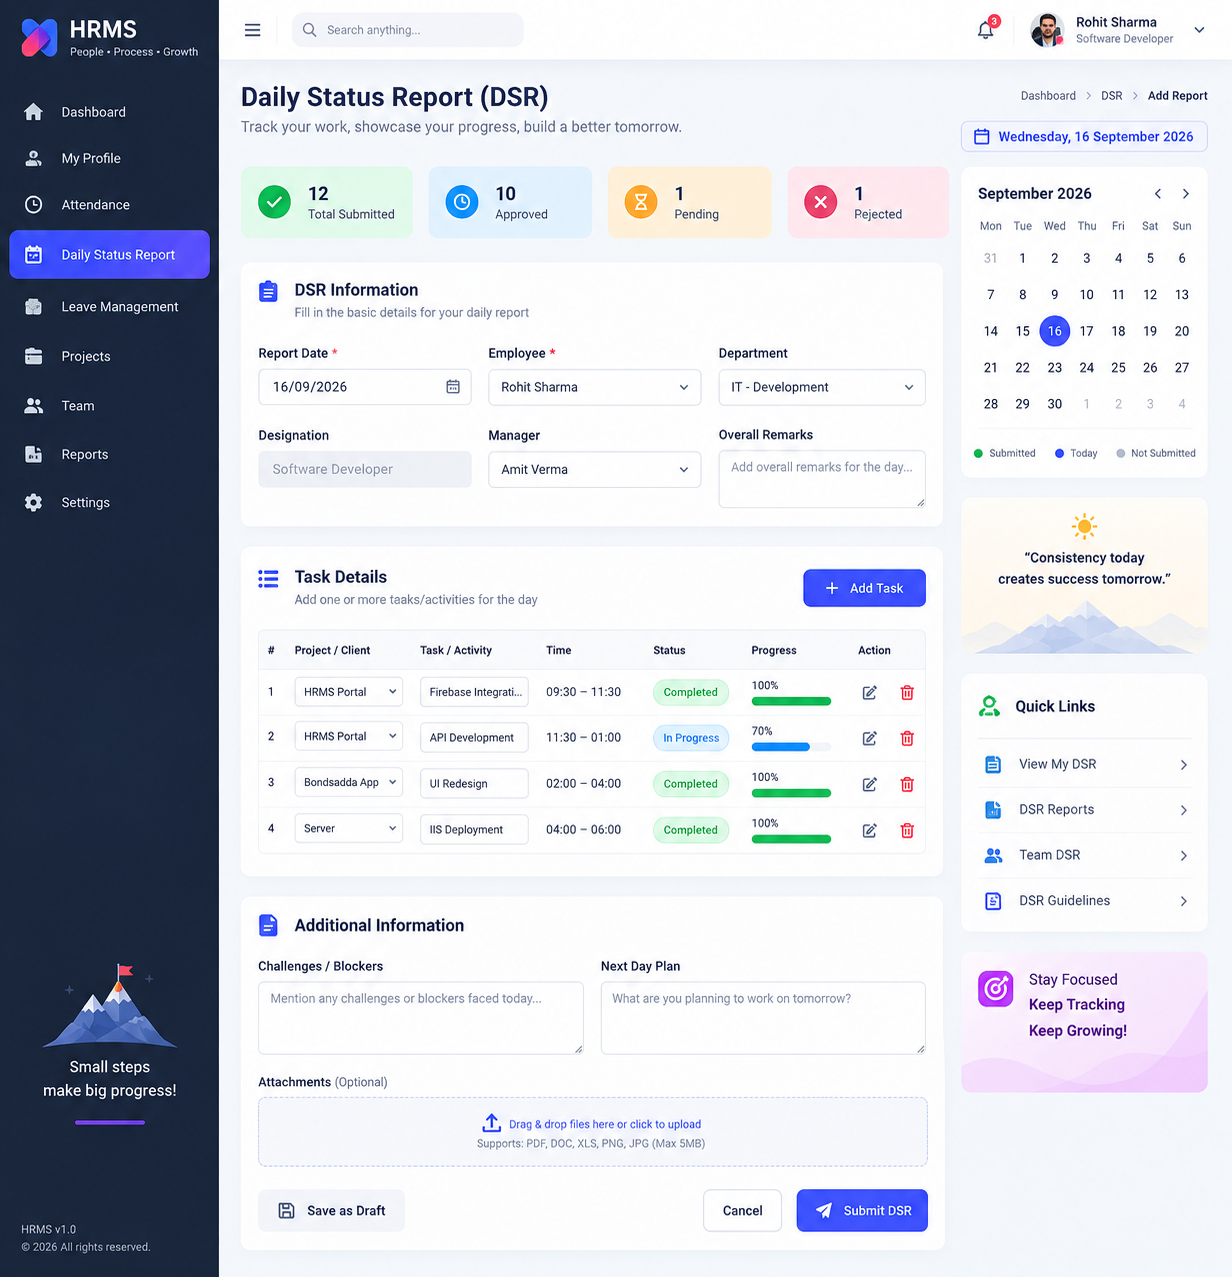 HRMS
People • Process • Growth
Dashboard
My Profile
Attendance
Daily Status Report
Leave Management
Projects
Team
Reports
Settings
Small steps
make big progress!
HRMS v1.0
© 2026 All rights reserved.
Search anything...
3
Rohit Sharma
Software Developer
Daily Status Report (DSR)
Track your work, showcase your progress, build a better tomorrow.
Dashboard > DSR > Add Report
Wednesday, 16 September 2026
12
Total Submitted
10
Approved
1
Pending
1
Pejected
DSR Information
Fill in the basic details for your daily report
Report Date *
Employee *
Department
16/09/2026
Rohit Sharma
IT - Development
Designation
Manager
Overall Remarks
Software Developer
Amit Verma
Add overall remarks for the day...
Task Details
Add one or more taaks/activities for the day
+ Add Task
# Project / Client Task / Activity Time Status Progress Action
1 HRMS Portal Firebase Integrati... 09:30 – 11:30 Completed 100%
2 HRMS Portal API Development 11:30 – 01:00 In Progress 70%
3 Bondsadda App UI Redesign 02:00 – 04:00 Completed 100%
4 Server IIS Deployment 04:00 – 06:00 Completed 100%
Additional Information
Challenges / Blockers
Next Day Plan
Mention any challenges or blockers faced today...
What are you planning to work on tomorrow?
Attachments (Optional)
Drag & drop files here or click to upload
Supports: PDF, DOC, XLS, PNG, JPG (Max 5MB)
Save as Draft
Cancel
Submit DSR
September 2026
Mon Tue Wed Thu Fri Sat Sun
31 1 2 3 4 5 6
7 8 9 10 11 12 13
14 15 16 17 18 19 20
21 22 23 24 25 26 27
28 29 30 1 2 3 4
Submitted Today Not Submitted
“Consistency today
creates success tomorrow.”
Quick Links
View My DSR
DSR Reports
Team DSR
DSR Guidelines
Stay Focused
Keep Tracking
Keep Growing!